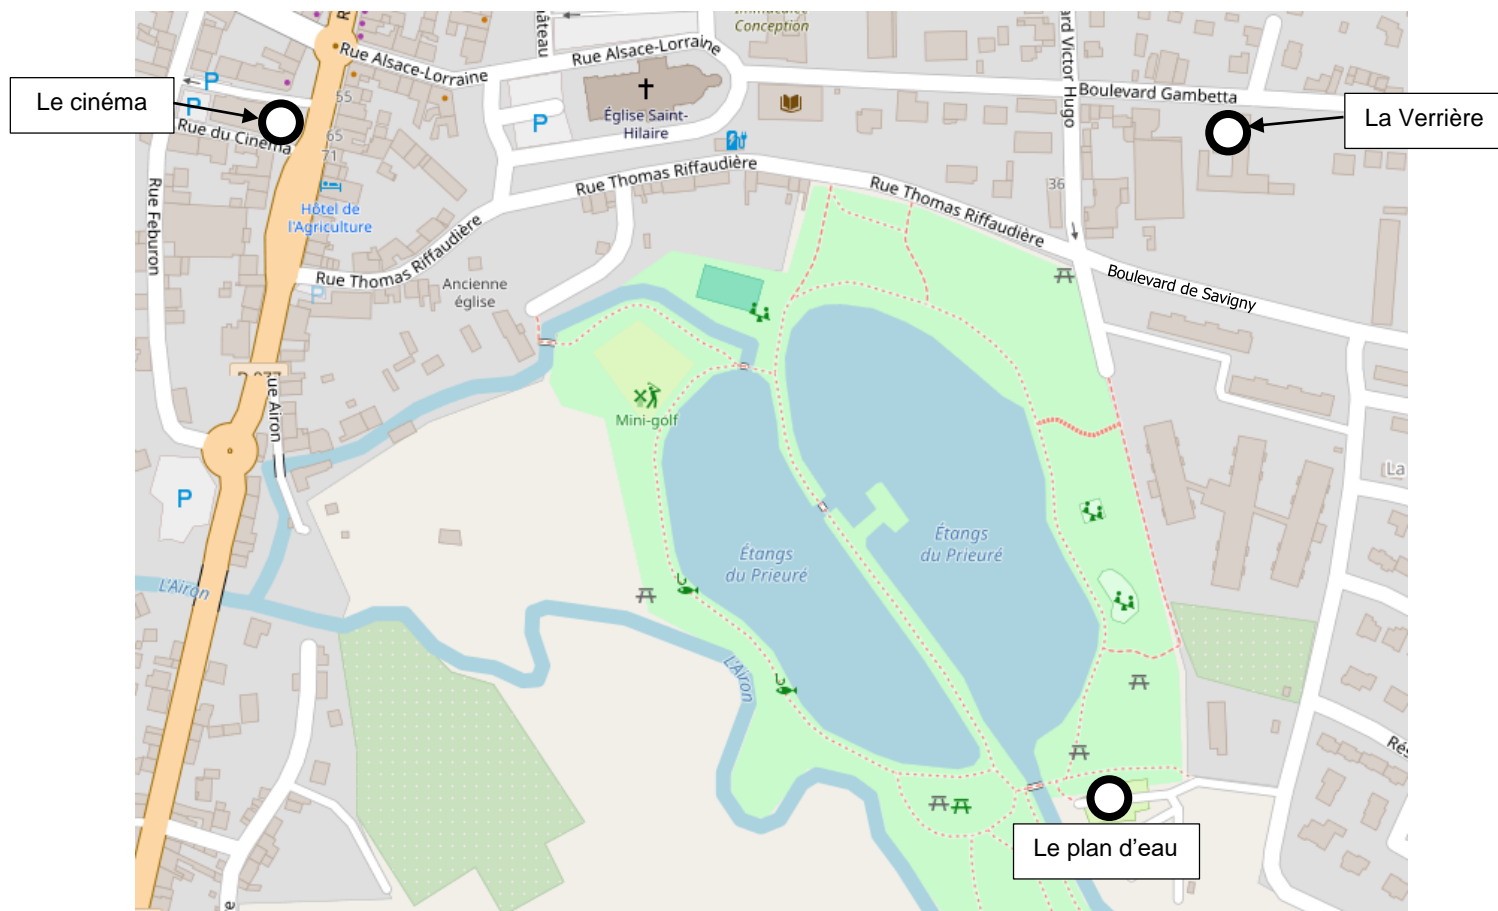 Immaculée
Conception
Rue Alsace-Lorraine
Rue Alsace-Lorraine
Boulevard Gambetta
Le cinéma
La Verrière
P
P
P
55
65
71
Rue du Cinéma
Église Saint-
Hilaire
Rue Thomas Riffaudière
Rue Thomas Riffaudière
36
Hôtel de
l'Agriculture
Rue Feburon
Rue Thomas Riffaudière
P
Ancienne
église
Boulevard de Savigny
D 977
Rue Airon
Mini-golf
P
La
Étangs
du Prieuré
Étangs
du Prieuré
L'Airon
L'Airon
Le plan d'eau